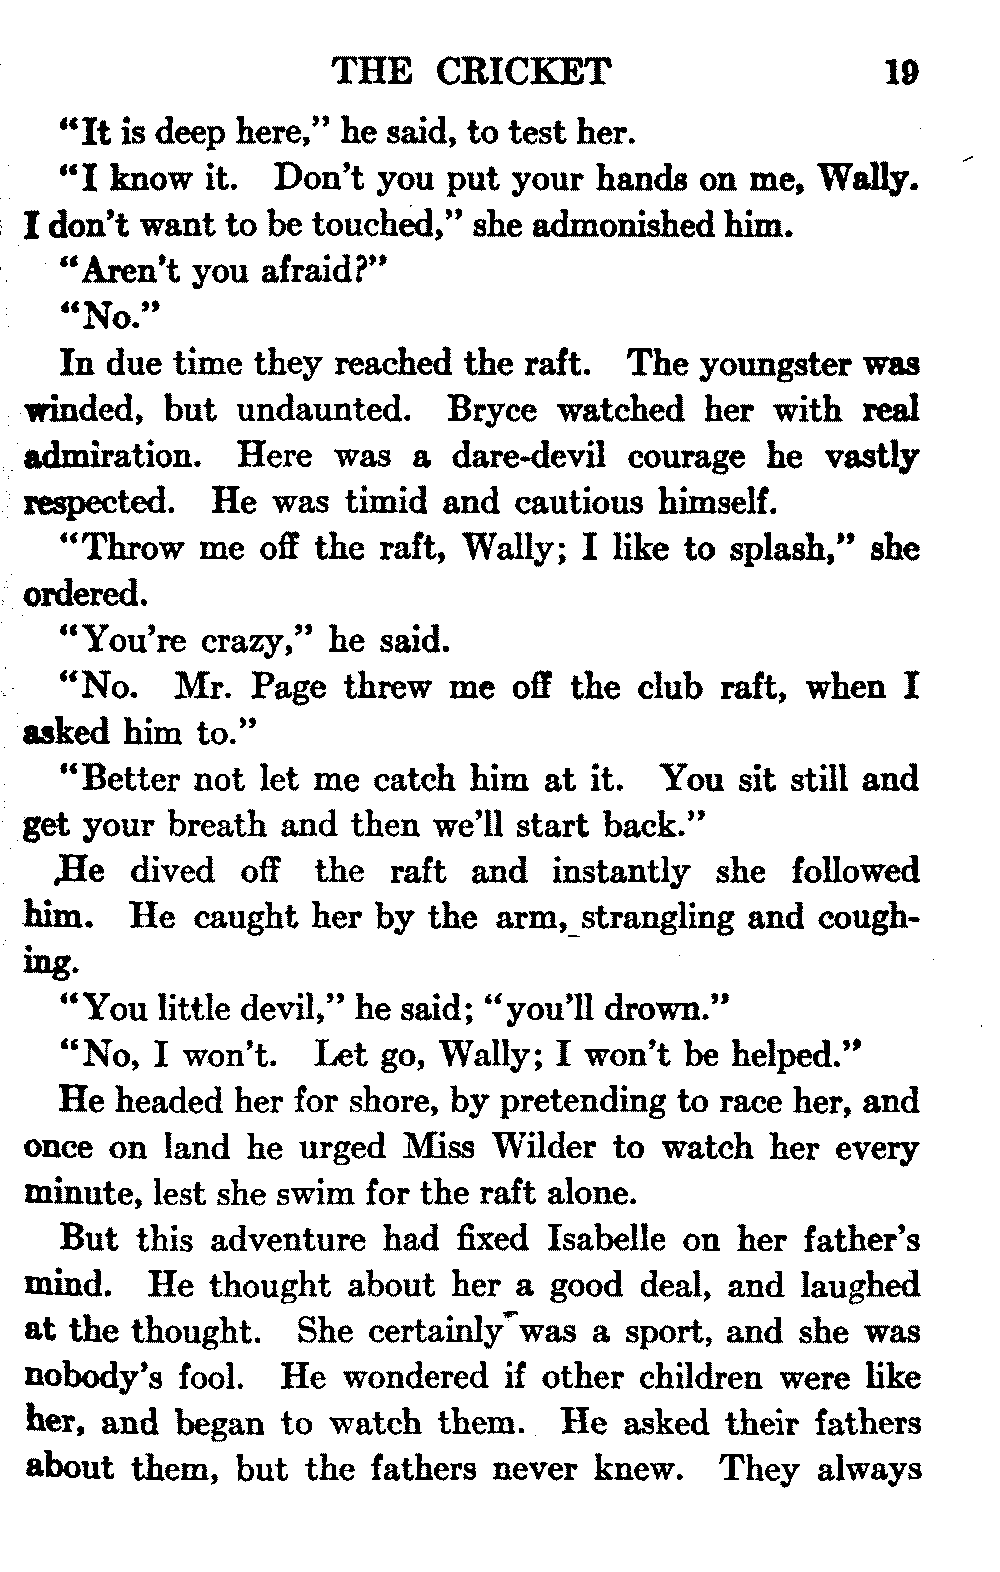 THE CRICKET 19
“It is deep here,” he said, to test her.
“I know it. Don't you put your hands on me, Wally.
I don't want to be touched,” she admonished him.
“Aren't you afraid?”
“No.”
In due time they reached the raft. The youngster was
winded, but undaunted. Bryce watched her with real
admiration. Here was a dare-devil courage he vastly
respected. He was timid and cautious himself.
“Throw me off the raft, Wally; I like to splash,” she
ordered.
“You're crazy,” he said.
“No. Mr. Page threw me off the club raft, when I
asked him to.”
“Better not let me catch him at it. You sit still and
get your breath and then we'll start back.”
He dived off the raft and instantly she followed
him. He caught her by the arm, strangling and cough-
ing.
“You little devil,” he said; “you'll drown.”
“No, I won't. Let go, Wally; I won't be helped.”
He headed her for shore, by pretending to race her, and
once on land he urged Miss Wilder to watch her every
minute, lest she swim for the raft alone.
But this adventure had fixed Isabelle on her father's
mind. He thought about her a good deal, and laughed
at the thought. She certainly was a sport, and she was
nobody's fool. He wondered if other children were like
her, and began to watch them. He asked their fathers
about them, but the fathers never knew. They always